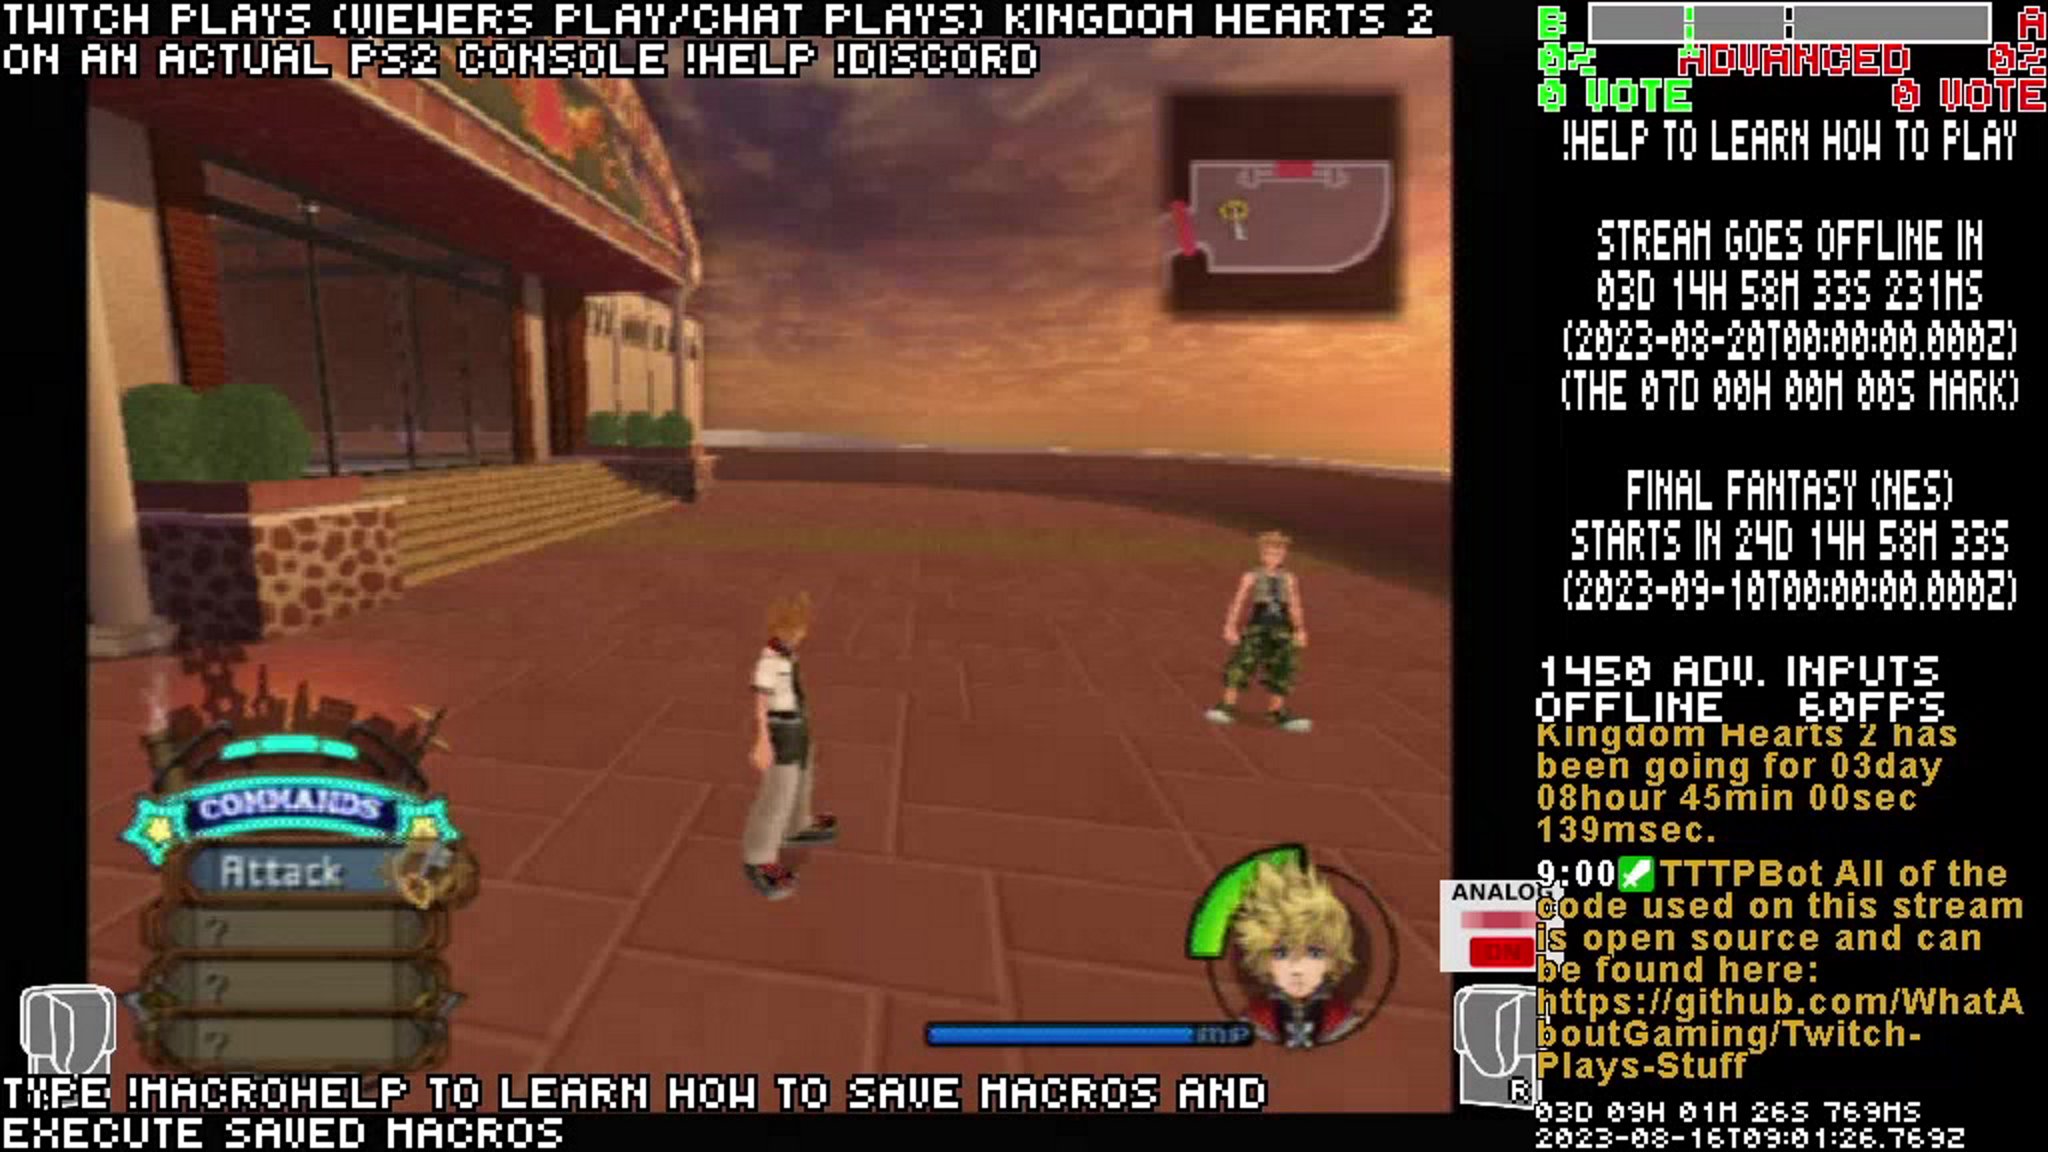 TWITCH PLAYS (VIEWERS PLAY/CHAT PLAYS) KINGDOM HEARTS 2
ON AN ACTUAL PS2 CONSOLE !HELP !DISCORD
B A
0% ADVANCED 0%
0 VOTE 0 VOTE
!HELP TO LEARN HOW TO PLAY
STREAM GOES OFFLINE IN
03D 14H 58M 33S 231MS
(2023-08-20T00:00:00.000Z)
(THE 07D 00H 00M 00S MARK)
FINAL FANTASY (NES)
STARTS IN 24D 14H 58M 33S
(2023-09-10T00:00:00.000Z)
1450 ADV. INPUTS
OFFLINE 60FPS
Kingdom Hearts 2 has
been going for 03day
08hour 45min 00sec
139msec.
9:00 TTTPBot All of the
code used on this stream
is open source and can
be found here:
https://github.com/WhatA
boutGaming/Twitch-
Plays-Stuff
03D 09H 01M 26S 769MS
2023-08-16T09:01:26.769Z
COMMANDS
Attack
?
?
?
MP
ANALOG
ON
R
TYPE !MACROHELP TO LEARN HOW TO SAVE MACROS AND
EXECUTE SAVED MACROS